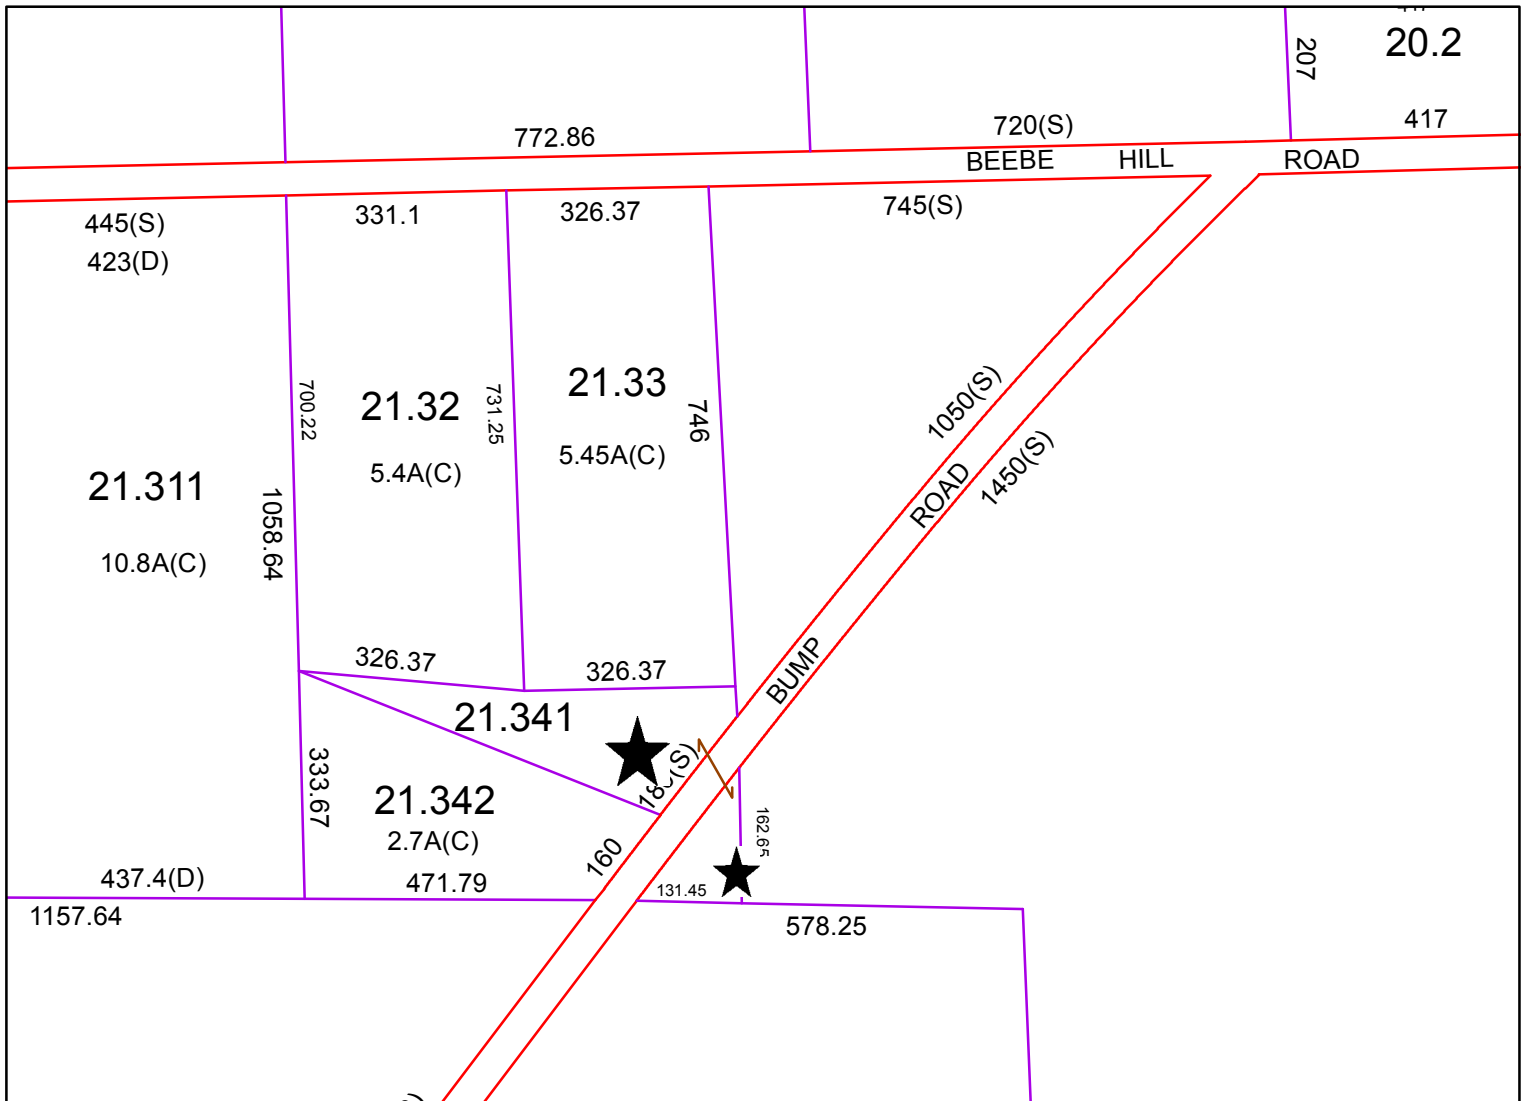 207
20.2
772.86
720(S)
417
BEEBE HILL ROAD
445(S)
331.1
326.37
745(S)
423(D)
700.22
21.32
731.25
21.33
746
1050(S)
5.4A(C)
5.45A(C)
21.311
1058.64
ROAD
1450(S)
10.8A(C)
326.37
326.37
BUMP
21.341
333.67
21.342
2.7A(C)
162.65
160
437.4(D)
471.79
131.45
1157.64
578.25